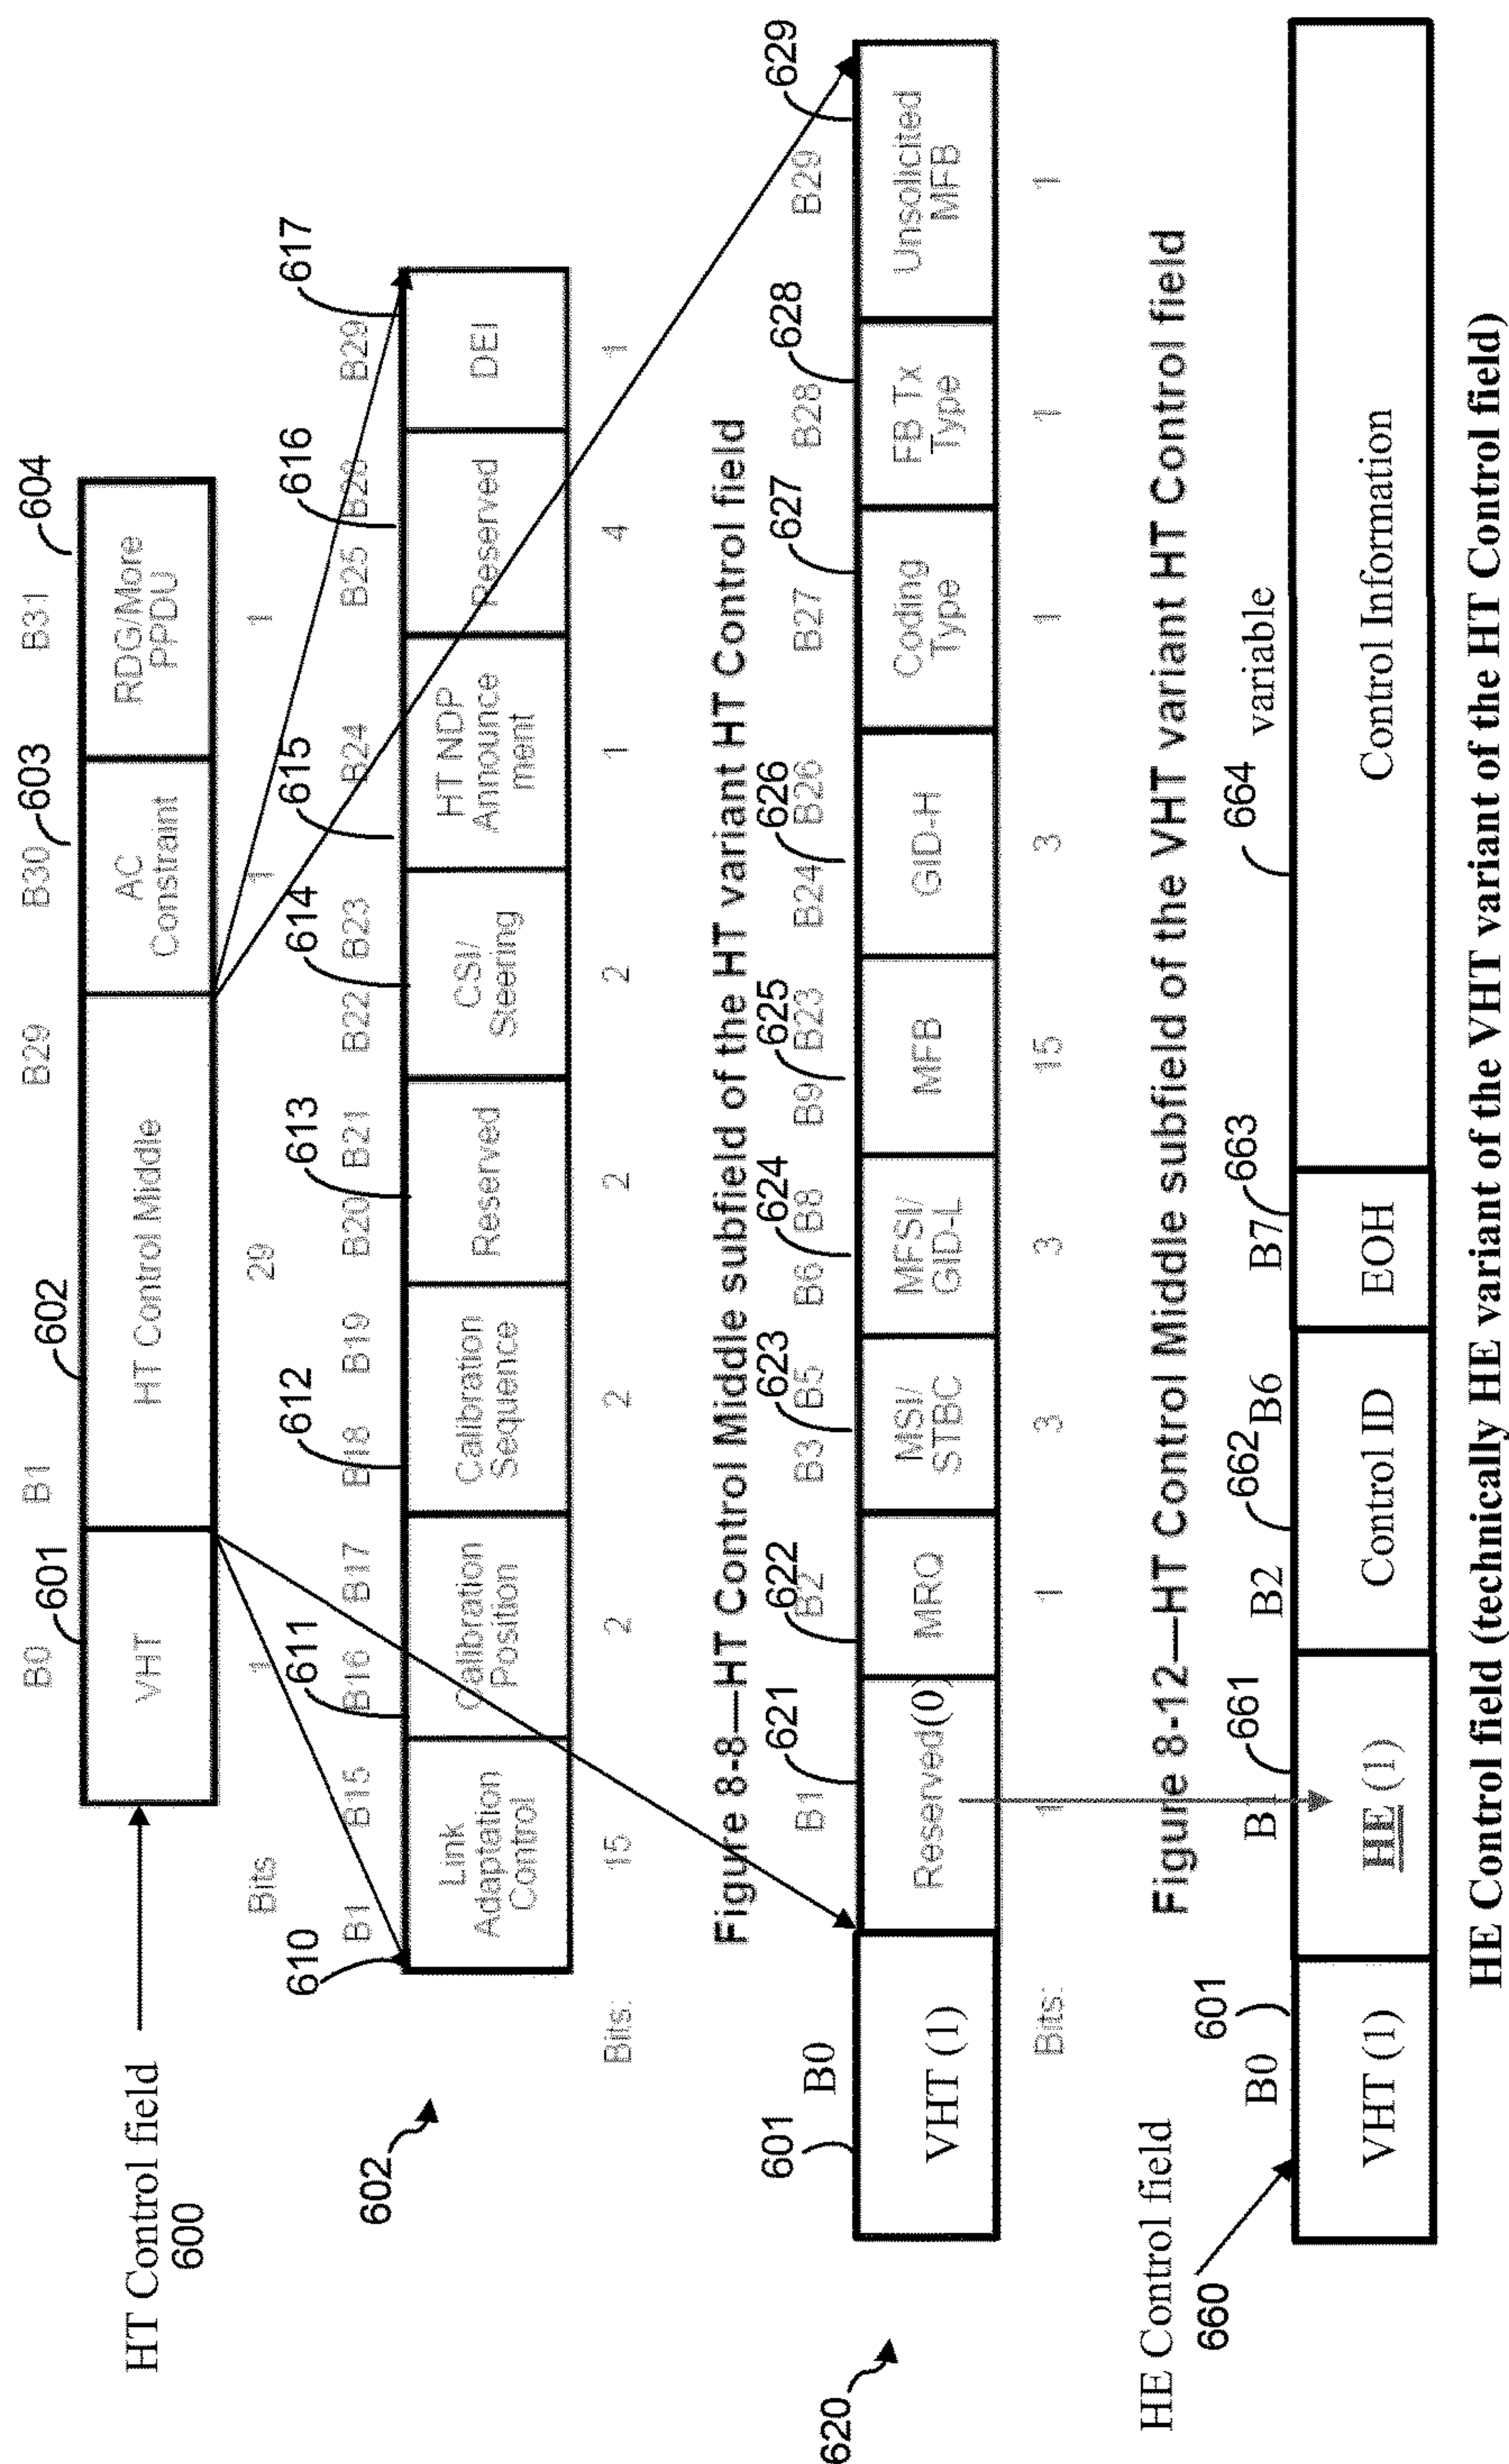 HT Control field
600
B0
601
B1
602
B29
B30
603
B31
604
VHT
HT Control Middle
AC
Constraint
RDG/More
PPDU
Bits
1
29
1
1
602
610
B1
B15
611
B16
B17
612
B18
B19
613
B20
B21
614
B22
B23
615
B24
616
B25
B28
617
B29
Link
Adaptation
Control
Calibration
Position
Calibration
Sequence
Reserved
CSI/
Steering
HT NDP
Announce
ment
Reserved
DEI
Bits:
15
2
2
2
2
1
4
1
Figure 8-8—HT Control Middle subfield of the HT variant HT Control field
620
601
B0
621
B1
622
B2
623
B3
B5
624
B6
B8
625
B9
B23
626
B24
B26
627
B27
628
B28
629
B29
VHT (1)
Reserved(0)
MRQ
MSI/
STBC
MFSI/
GID-L
MFB
GID-H
Coding
Type
FB Tx
Type
Unsolicited
MFB
Bits:
1
1
3
3
15
3
1
1
1
Figure 8-12—HT Control Middle subfield of the VHT variant HT Control field
HE Control field
660
B0
601
B1
661
B2
662
B6
B7
663
664
variable
VHT (1)
HE (1)
Control ID
EOH
Control Information
HE Control field (technically HE variant of the VHT variant of the HT Control field)